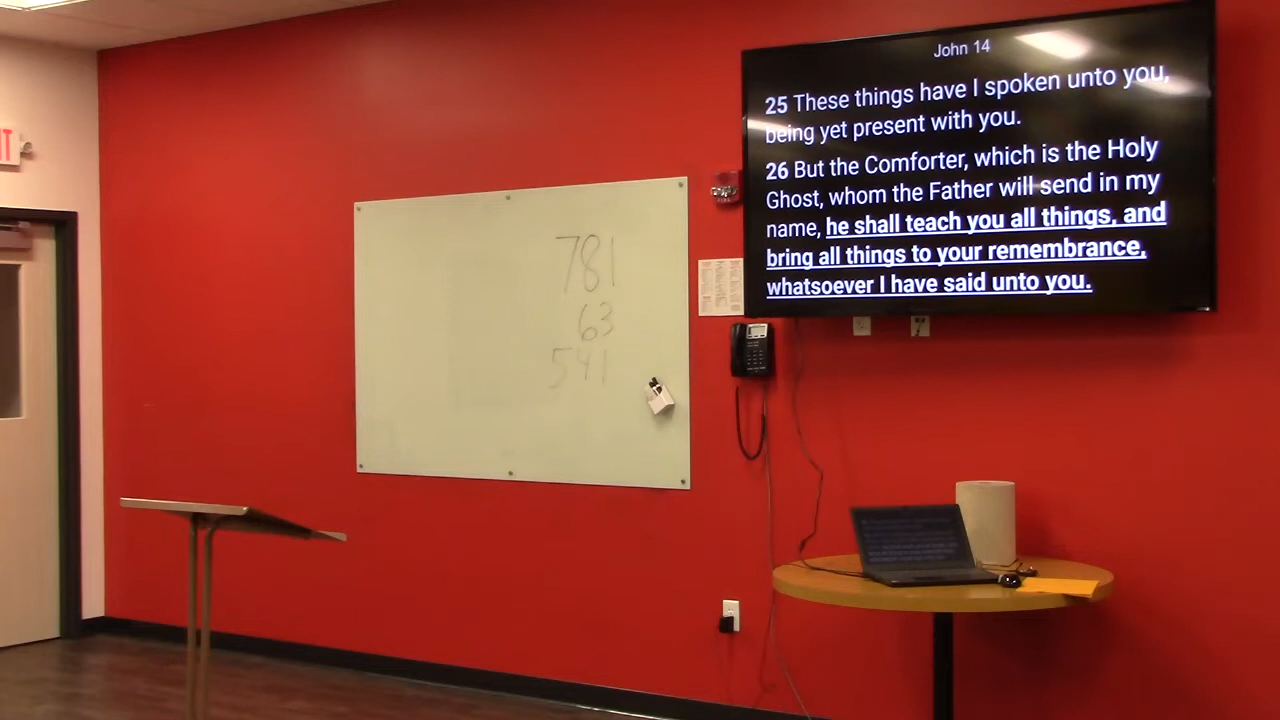 IT
781
63
541
John 14
25 These things have I spoken unto you,
being yet present with you.
26 But the Comforter, which is the Holy
Ghost, whom the Father will send in my
name, he shall teach you all things, and
bring all things to your remembrance,
whatsoever I have said unto you.